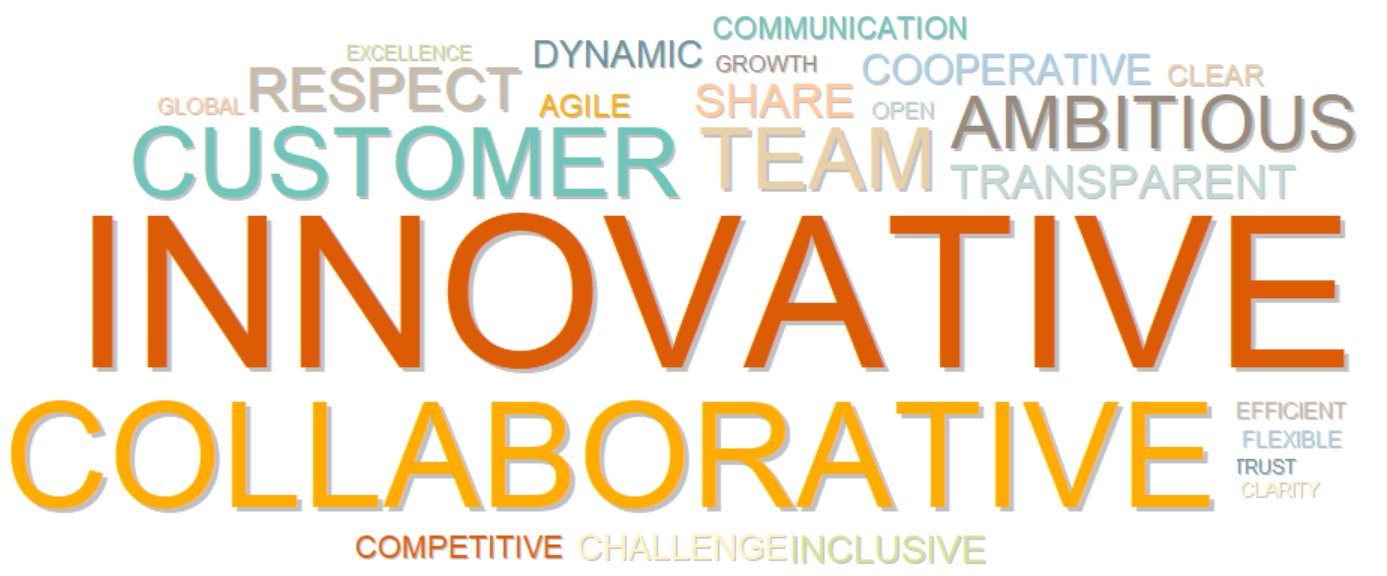 COMMUNICATION
EXCELLENCE DYNAMIC GROWTH COOPERATIVE CLEAR
GLOBAL RESPECT AGILE SHARE OPEN AMBITIOUS
CUSTOMER TEAM TRANSPARENT
INNOVATIVE
COLLABORATIVE
EFFICIENT
FLEXIBLE
TRUST
CLARITY
COMPETITIVE CHALLENGE INCLUSIVE